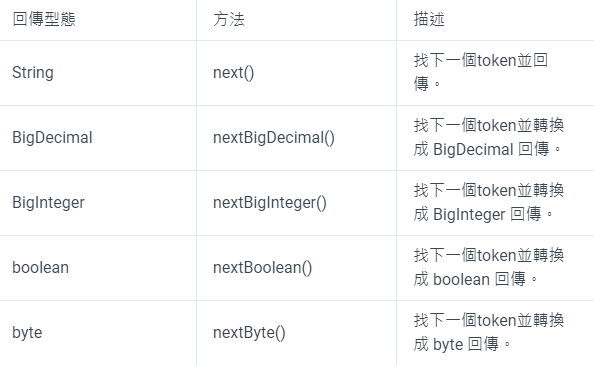 回傳型態 方法 描述
String next() 找下一個token並回
傳。
BigDecimal nextBigDecimal() 找下一個token並轉換
成 BigDecimal 回傳。
BigInteger nextBigInteger() 找下一個token並轉換
成 BigInteger 回傳。
boolean nextBoolean() 找下一個token並轉換
成 boolean 回傳。
byte nextByte() 找下一個token並轉換
成 byte 回傳。